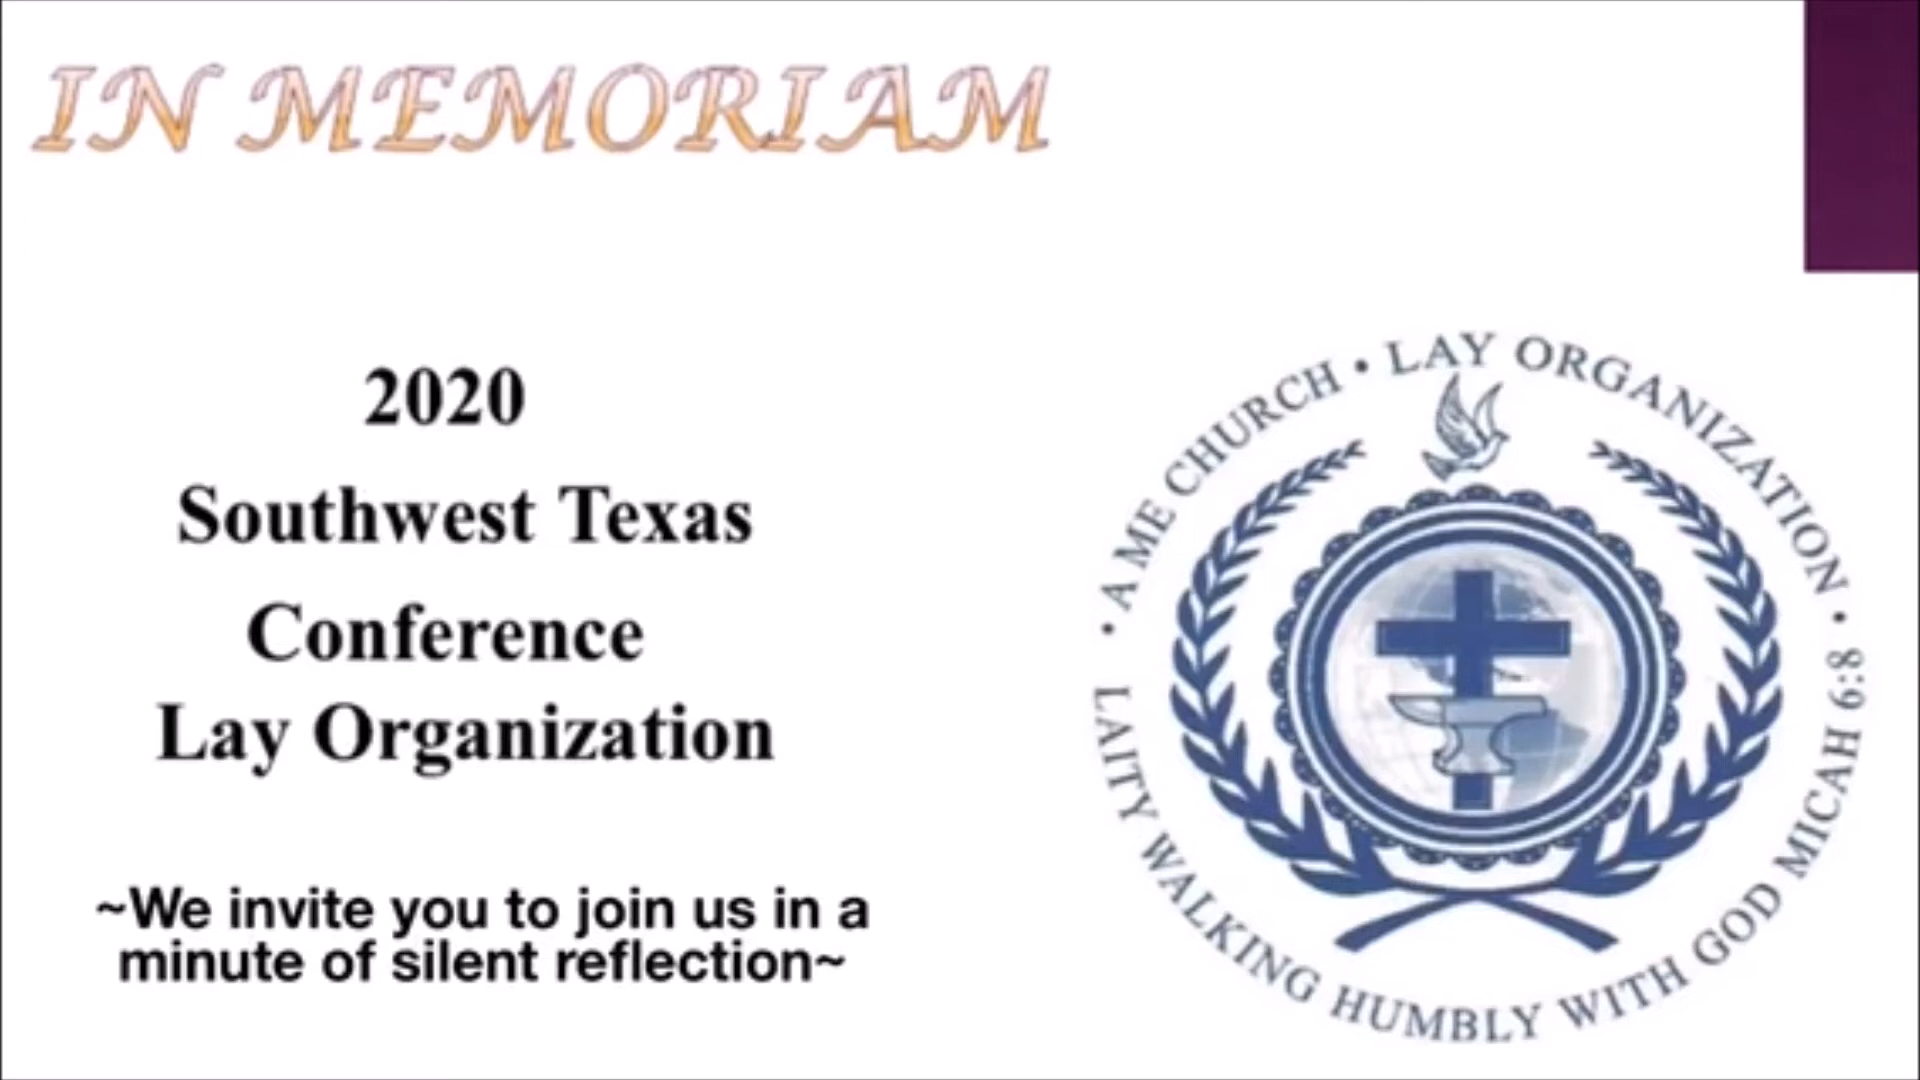 IN MEMORIAM
2020
Southwest Texas
Conference
Lay Organization
~We invite you to join us in a
minute of silent reflection~
• A ME CHURCH • LAY ORGANIZATION •
LAITY WALKING HUMBLY WITH GOD MICAH 6:8